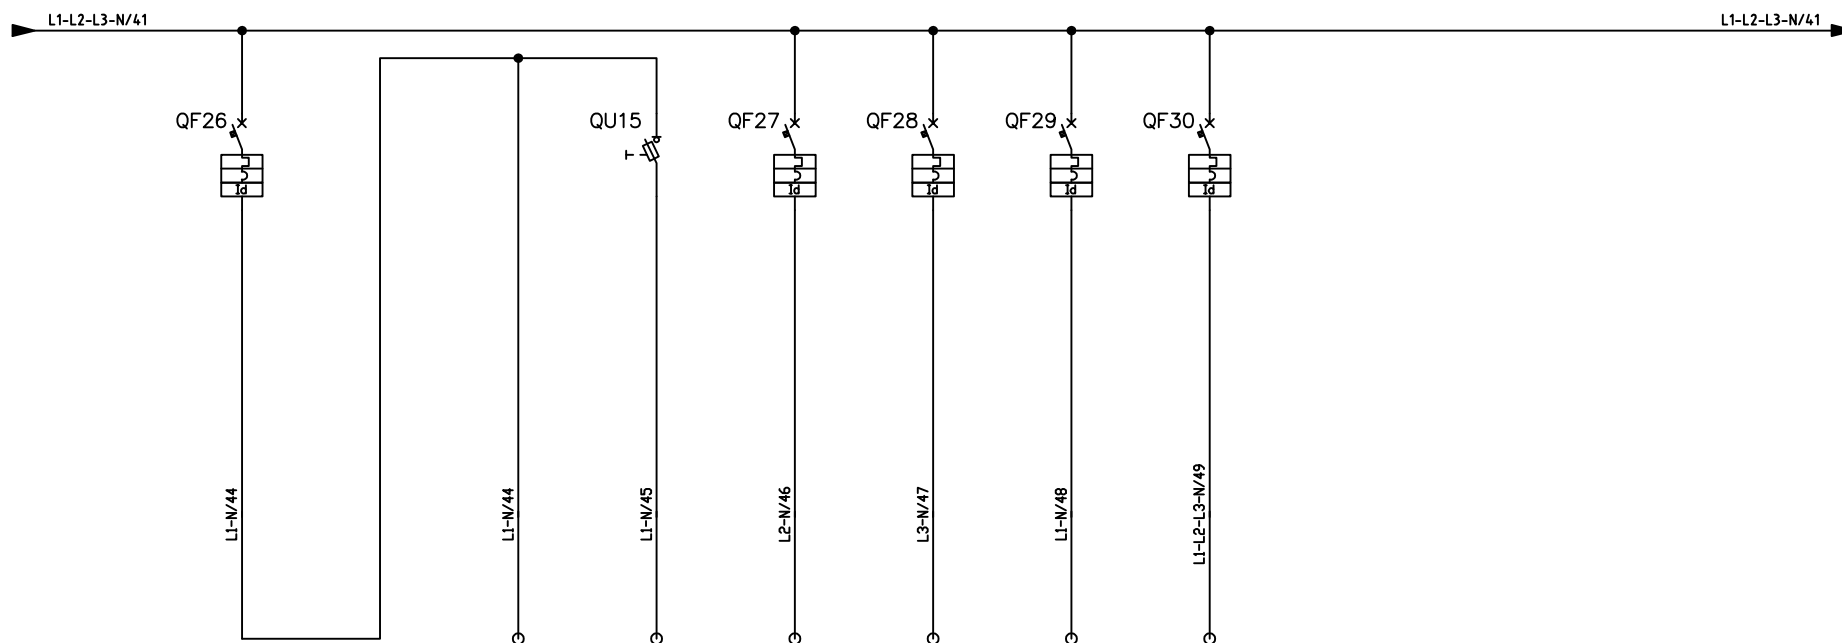 L1-L2-L3-N/41
L1-L2-L3-N/41
QF26
QU15
QF27
QF28
QF29
QF30
Id
Id
Id
Id
Id
L1-N/44
L1-N/44
L1-N/45
L2-N/46
L3-N/47
L1-N/48
L1-L2-L3-N/49